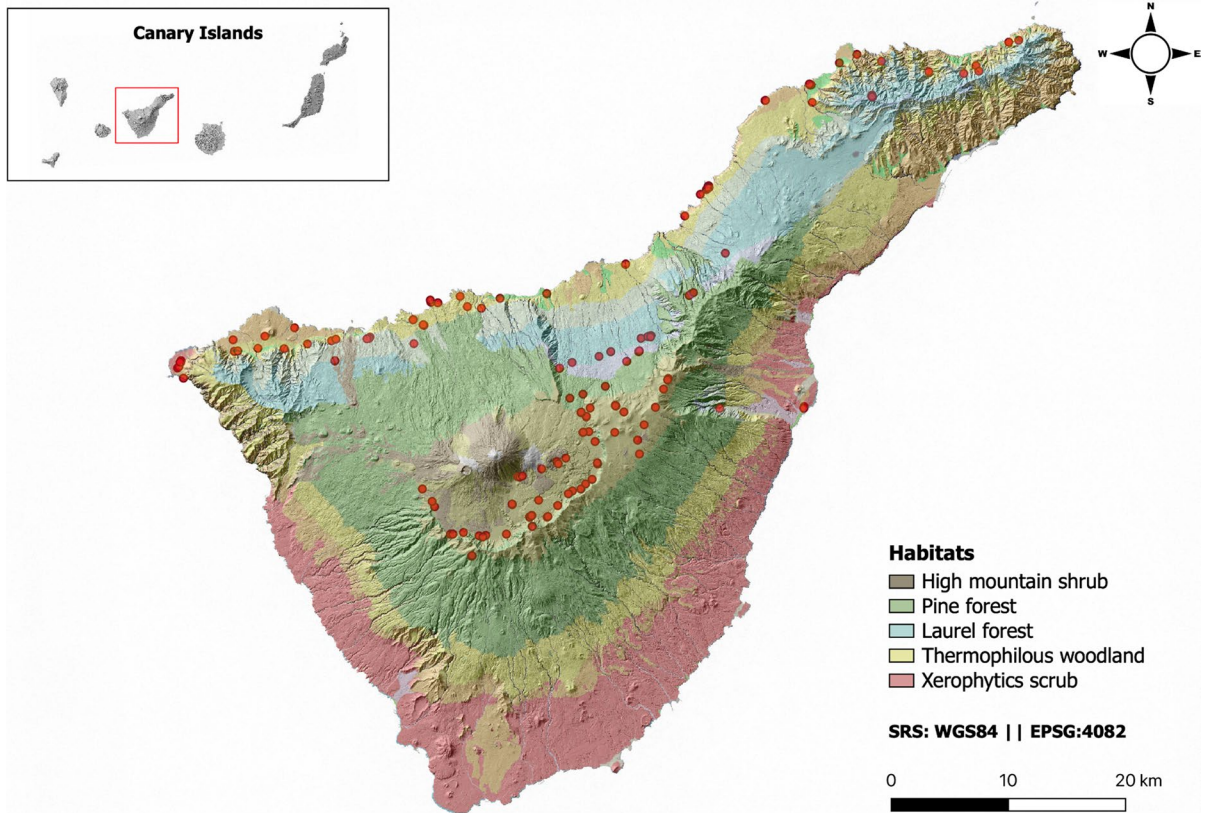 Canary Islands
N
W
E
S
Habitats
High mountain shrub
Pine forest
Laurel forest
Thermophilous woodland
Xerophytics scrub
SRS: WGS84 || EPSG:4082
0 10 20 km